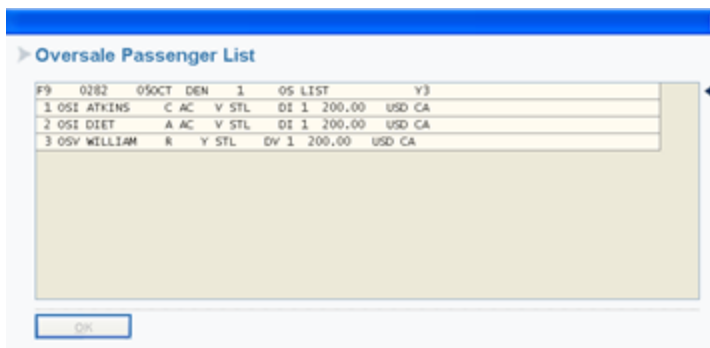 Oversale Passenger List
F9 0282 05OCT DEN 1 OS LIST Y3
1 OSI ATKINS C AC V STL DI 1 200.00 USD CA
2 OSI DIET A AC V STL DI 1 200.00 USD CA
3 OSV WILLIAM R Y STL DV 1 200.00 USD CA
OK